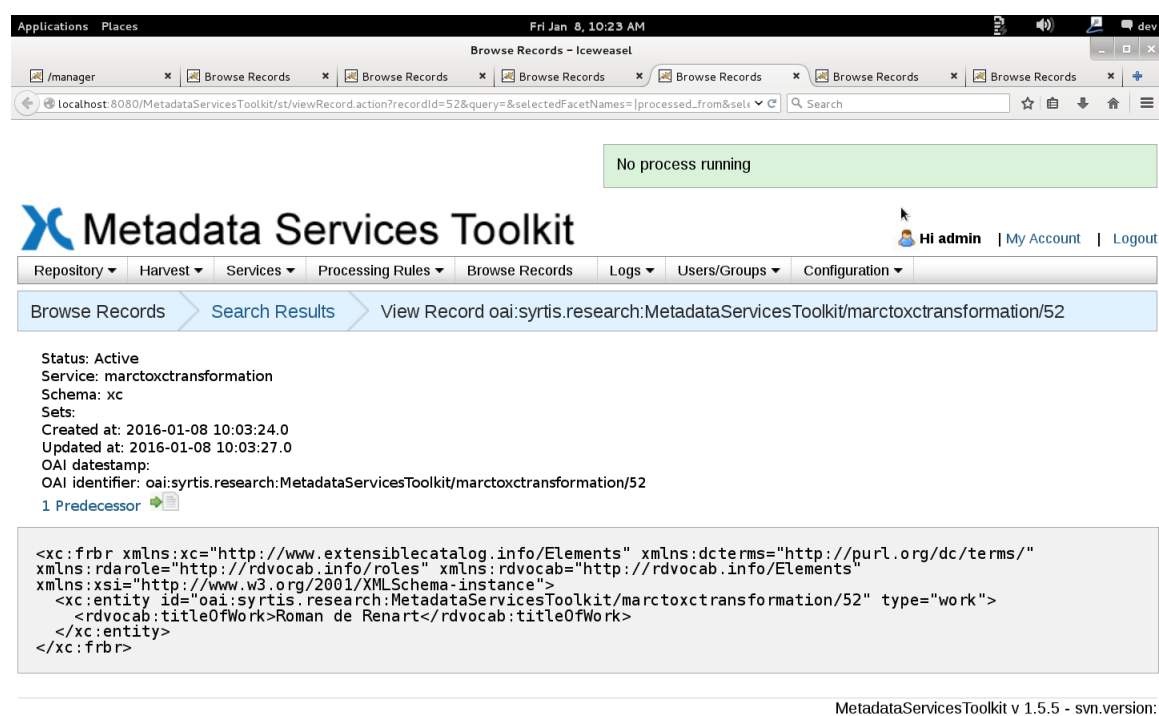 Applications Places Fri Jan 8, 10:23 AM dev
Browse Records - Iceweasel
/manager Browse Records Browse Records Browse Records Browse Records Browse Records Browse Records
localhost:8080/MetadataServicesToolkit/st/viewRecord.action?recordId=52&query=&selectedFacetNames=|processed_from&sele Search
No process running
Metadata Services Toolkit
Hi admin | My Account | Logout
Repository Harvest Services Processing Rules Browse Records Logs Users/Groups Configuration
Browse Records Search Results View Record oai:syrtis.research:MetadataServicesToolkit/marctoxctransformation/52
Status: Active
Service: marctoxctransformation
Schema: xc
Sets:
Created at: 2016-01-08 10:03:24.0
Updated at: 2016-01-08 10:03:27.0
OAI datestamp:
OAI identifier: oai:syrtis.research:MetadataServicesToolkit/marctoxctransformation/52
1 Predecessor
<xc:frbr xmlns:xc="http://www.extensiblecatalog.info/Elements" xmlns:dcterms="http://purl.org/dc/terms/"
xmlns:rdarole="http://rdvocab.info/roles" xmlns:rdvocab="http://rdvocab.info/Elements"
xmlns:xsi="http://www.w3.org/2001/XMLSchema-instance">
<xc:entity id="oai:syrtis.research:MetadataServicesToolkit/marctoxctransformation/52" type="work">
<rdvocab:titleOfWork>Roman de Renart</rdvocab:titleOfWork>
</xc:entity>
</xc:frbr>
MetadataServicesToolkit v 1.5.5 - svn.version: